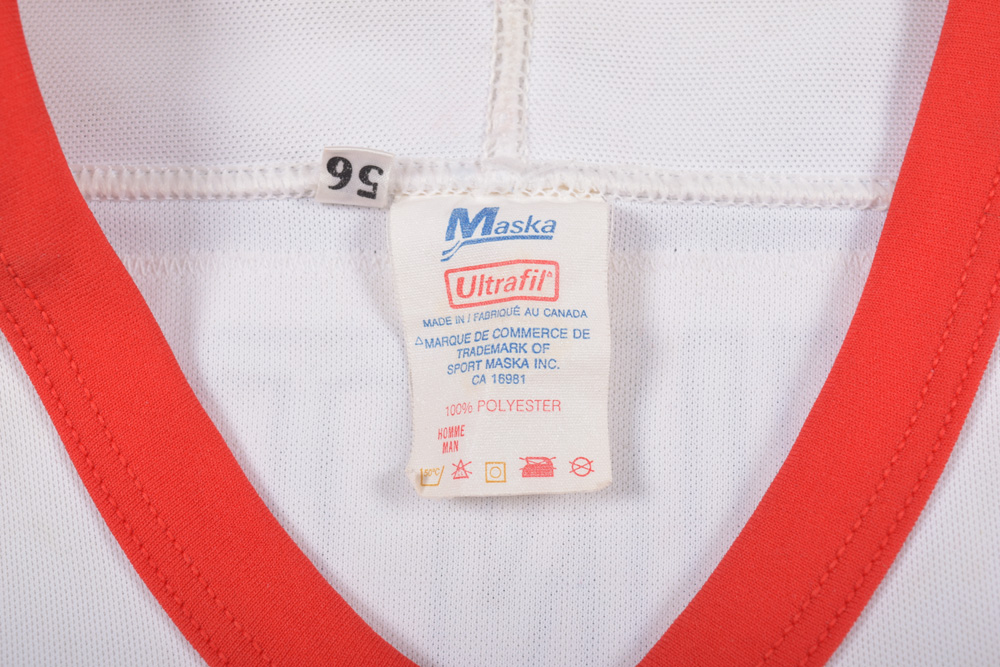 56
Maska
Ultrafil
MADE IN / FABRIQUÉ AU CANADA
△MARQUE DE COMMERCE DE
TRADEMARK OF
SPORT MASKA INC.
CA 16981
100% POLYESTER
HOMME
MAN
50°C